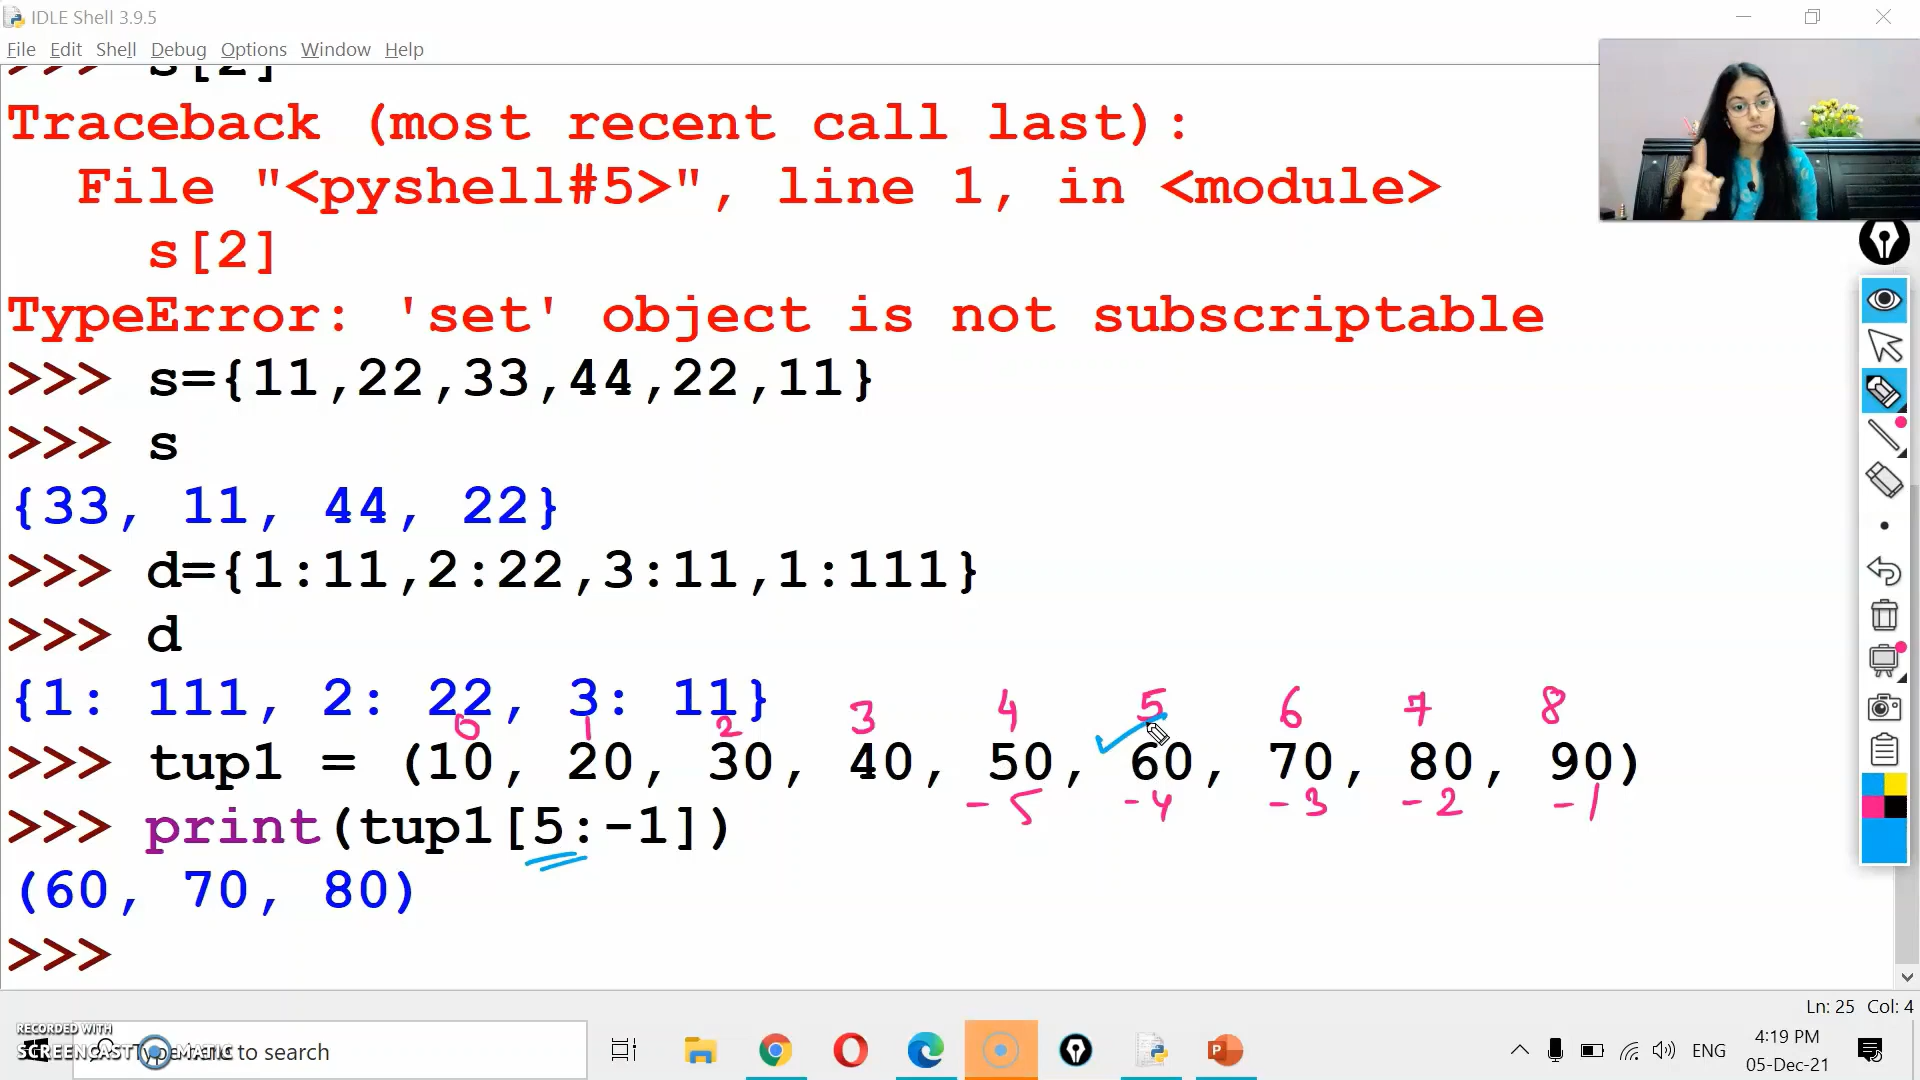 IDLE Shell 3.9.5
File Edit Shell Debug Options Window Help
>>> s[2]
Traceback (most recent call last):
File "<pyshell#5>", line 1, in <module>
s[2]
TypeError: 'set' object is not subscriptable
>>> s={11,22,33,44,22,11}
>>> s
{33, 11, 44, 22}
>>> d={1:11,2:22,3:11,1:111}
>>> d
{1: 111, 2: 22, 3: 11}
0 1 2 3 4 5 6 7 8
>>> tup1 = (10, 20, 30, 40, 50, 60, 70, 80, 90)
-5 -4 -3 -2 -1
>>> print(tup1[5:-1])
(60, 70, 80)
>>>
Ln: 25 Col: 4
RECORDED WITH
SCREENCAST MATIC
Type here to search
ENG
4:19 PM
05-Dec-21